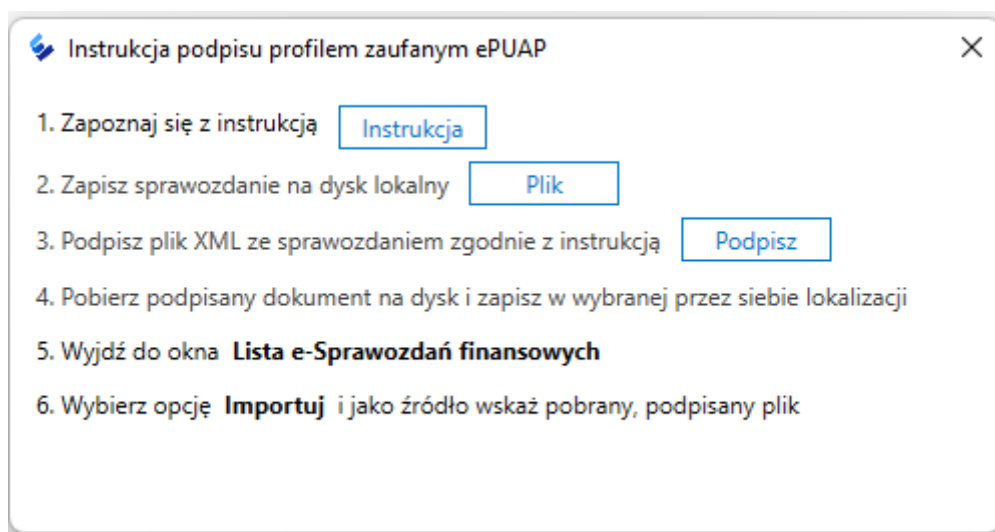 Instrukcja podpisu profilem zaufanym ePUAP
1. Zapoznaj się z instrukcją Instrukcja
2. Zapisz sprawozdanie na dysk lokalny Plik
3. Podpisz plik XML ze sprawozdaniem zgodnie z instrukcją Podpisz
4. Pobierz podpisany dokument na dysk i zapisz w wybranej przez siebie lokalizacji
5. Wyjdź do okna Lista e-Sprawozdań finansowych
6. Wybierz opcję Importuj i jako źródło wskaż pobrany, podpisany plik